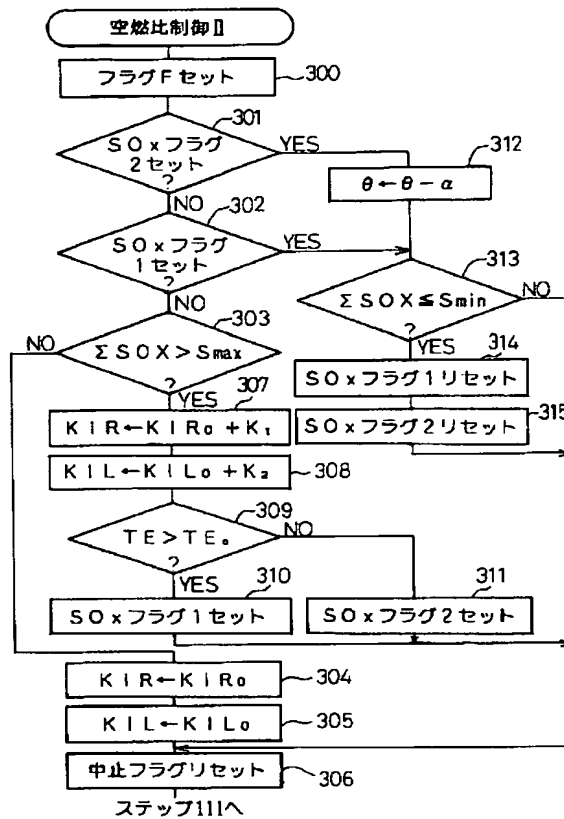 空燃比制御Ⅱ
フラグFセット
300
301
SOxフラグ
2セット
?
YES
NO
312
θ←θ-α
302
SOxフラグ
1セット
?
YES
NO
313
ΣSOX≦Smin
?
NO
YES
303
ΣSOX>Smax
?
NO
YES
314
SOxフラグ1リセット
315
SOxフラグ2リセット
307
KIR←KIR₀+K₁
KIL←KIL₀+K₂
308
309
TE>TE₀
?
NO
YES
310
SOxフラグ1セット
311
SOxフラグ2セット
KIR←KIR₀
304
KIL←KIL₀
305
中止フラグリセット
306
ステップ111へ